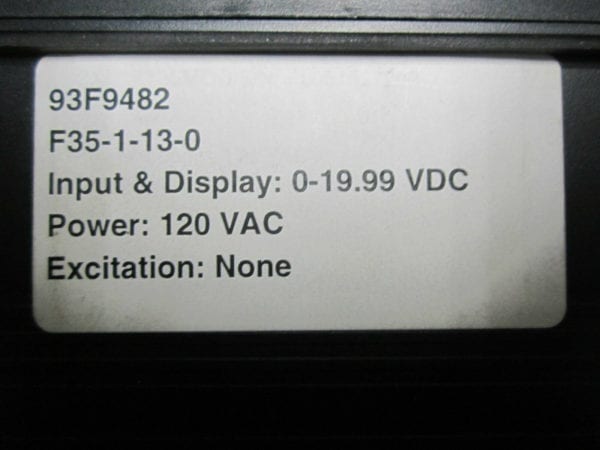 93F9482
F35-1-13-0
Input & Display: 0-19.99 VDC
Power: 120 VAC
Excitation: None